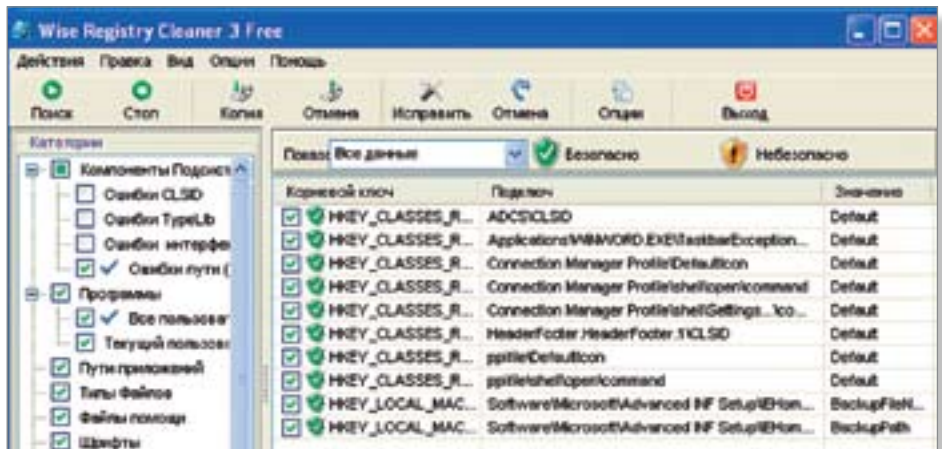 Wise Registry Cleaner 3 Free
Действия Правка Вид Опции Помощь
Поиск Стоп Копия Отмена Исправить Отмена Опции Выход
Категории
Компоненты Подсист
Ошибки CLSID
Ошибки TypeLib
Ошибки интерфей
Ошибки пути (
Программы
Все пользоват
Текущий пользова
Пути приложений
Типы Файлов
Файлы помощи
Шрифты
Показ Все данные Безопасно Небезопасно
Корневой ключ Подключ Значение
HKEY_CLASSES_R... ADCS\CLSID Default
HKEY_CLASSES_R... Applications\WINWORD.EXE\TaskbarException... Default
HKEY_CLASSES_R... Connection Manager Profile\DefaultIcon Default
HKEY_CLASSES_R... Connection Manager Profile\shell\open\command Default
HKEY_CLASSES_R... Connection Manager Profile\shell\Settings...\co... Default
HKEY_CLASSES_R... HeaderFooter.HeaderFooter.1\CLSID Default
HKEY_CLASSES_R... ppifile\DefaultIcon Default
HKEY_CLASSES_R... ppifile\shell\open\command Default
HKEY_LOCAL_MAC... Software\Microsoft\Advanced INF Setup\IEHom... BackupFileN...
HKEY_LOCAL_MAC... Software\Microsoft\Advanced INF Setup\IEHom... BackupPath